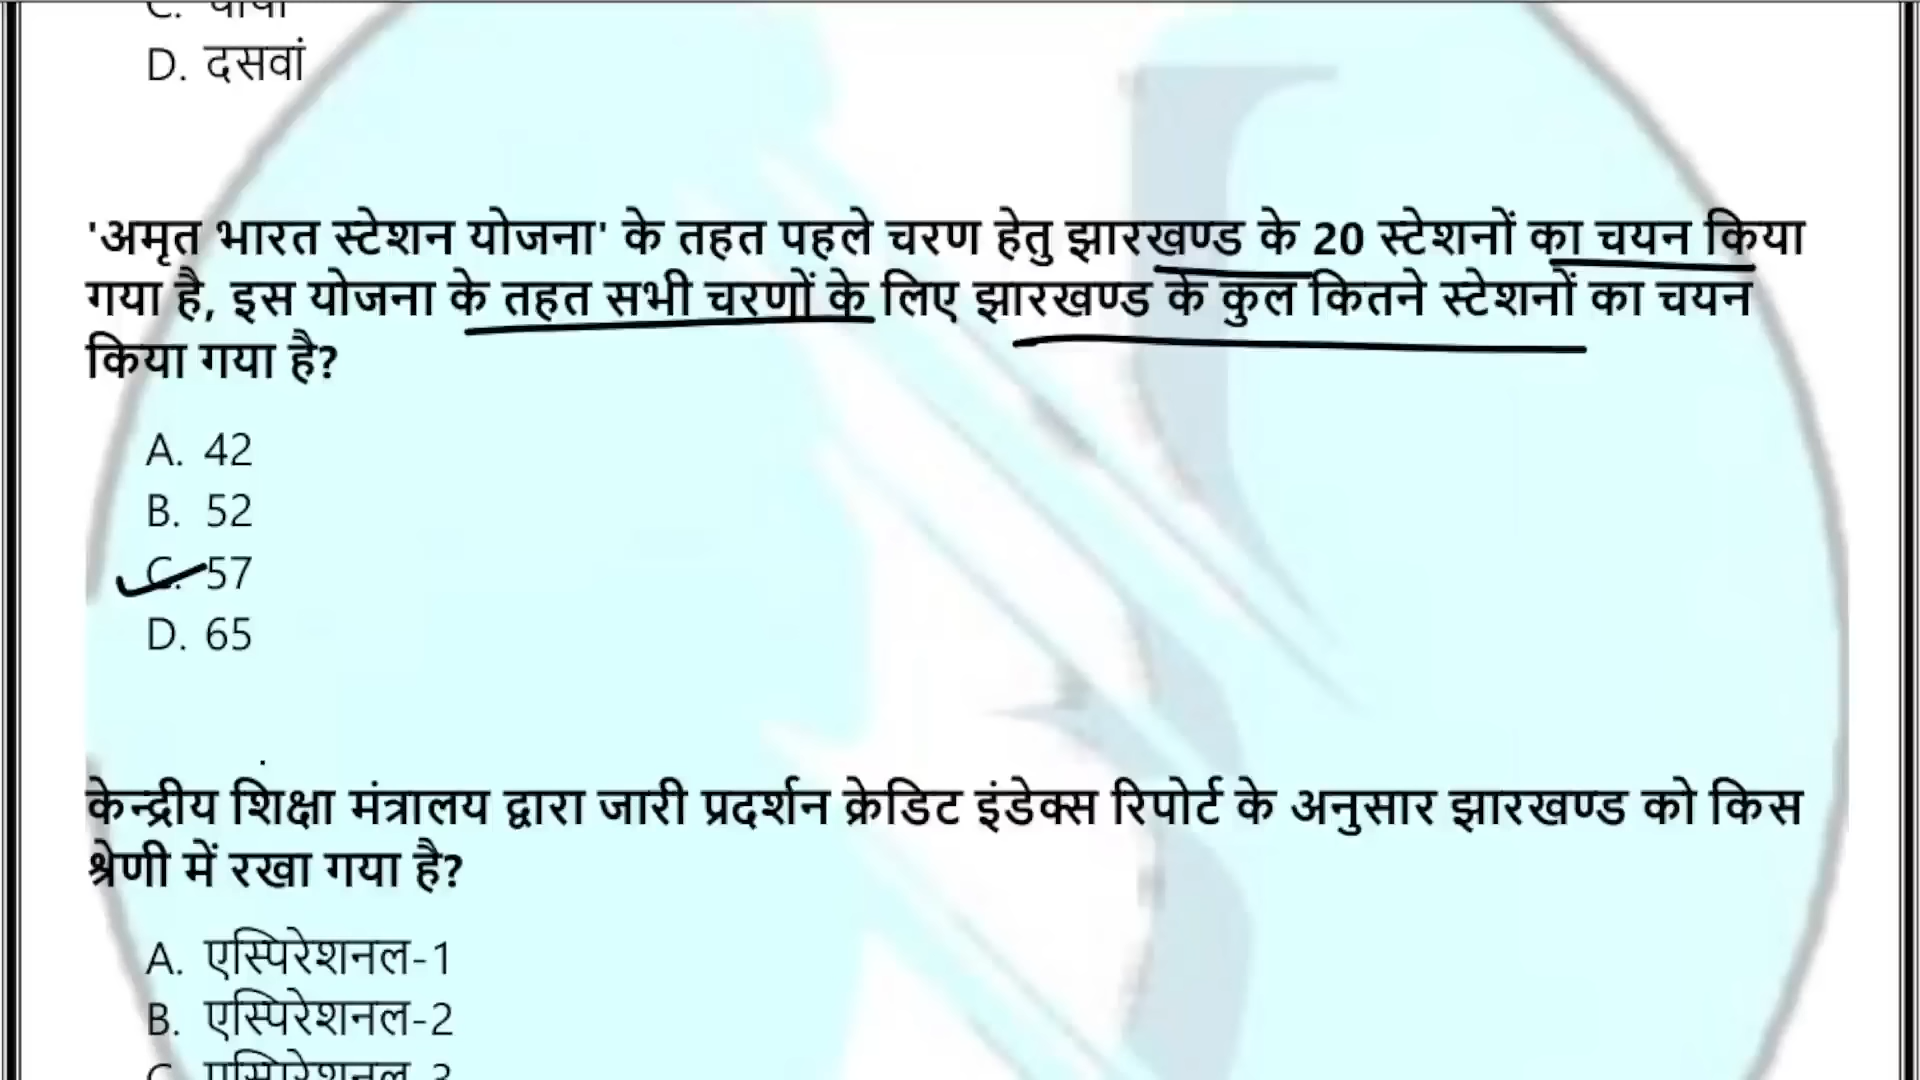 D. दसवां
'अमृत भारत स्टेशन योजना' के तहत पहले चरण हेतु झारखण्ड के 20 स्टेशनों का चयन किया
गया है, इस योजना के तहत सभी चरणों के लिए झारखण्ड के कुल कितने स्टेशनों का चयन
किया गया है?
A. 42
B. 52
C. 57
D. 65
केन्द्रीय शिक्षा मंत्रालय द्वारा जारी प्रदर्शन क्रेडिट इंडेक्स रिपोर्ट के अनुसार झारखण्ड को किस
श्रेणी में रखा गया है?
A. एस्पिरेशनल-1
B. एस्पिरेशनल-2